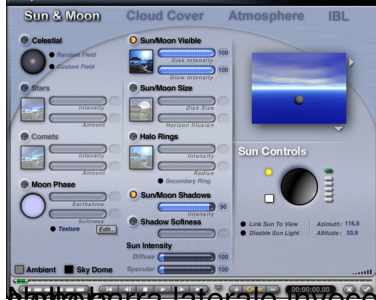 Sun & Moon Cloud Cover Atmosphere IBL
Celestial
Random Field
Custom Field
Stars
Intensity
Amount
Comets
Intensity
Amount
Moon Phase
Earthshine
Softness
Texture Edit...
Ambient Sky Dome
Sun/Moon Visible
100
Disk Intensity
100
Glow Intensity
Sun/Moon Size
Disk Size
Horizon Illusion
Halo Rings
Intensity
Radius
Secondary Ring
Sun/Moon Shadows
90
Intensity
Shadow Softness
Sun Intensity
Diffuse 100
Specular 100
Sun Controls
Link Sun To View Azimuth: 116,6
Disable Sun Light Altitude: 33,9
00:00:00.00
barra laterale invece